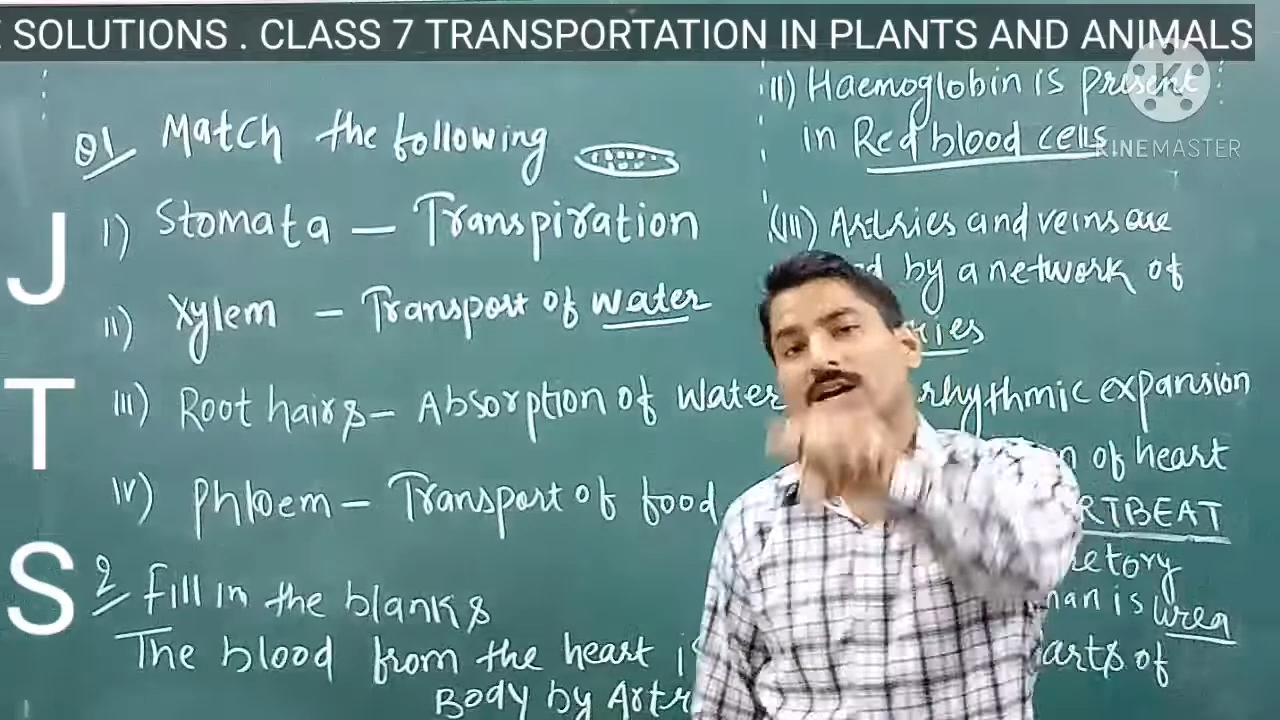 SOLUTIONS . CLASS 7 TRANSPORTATION IN PLANTS AND ANIMALS
KINEMASTER
J
T
S
Q1 Match the following
I) Stomata — Transpiration
II) Xylem — Transport of water
III) Root hairs — Absorption of water
IV) Phloem — Transport of food
2 Fill in the blanks
The blood from the heart
Body by
II) Haemoglobin is present
in Red blood cells
(III) Arteries and veins are
by a network of
rhythmic expansion
of heart
is urea
of